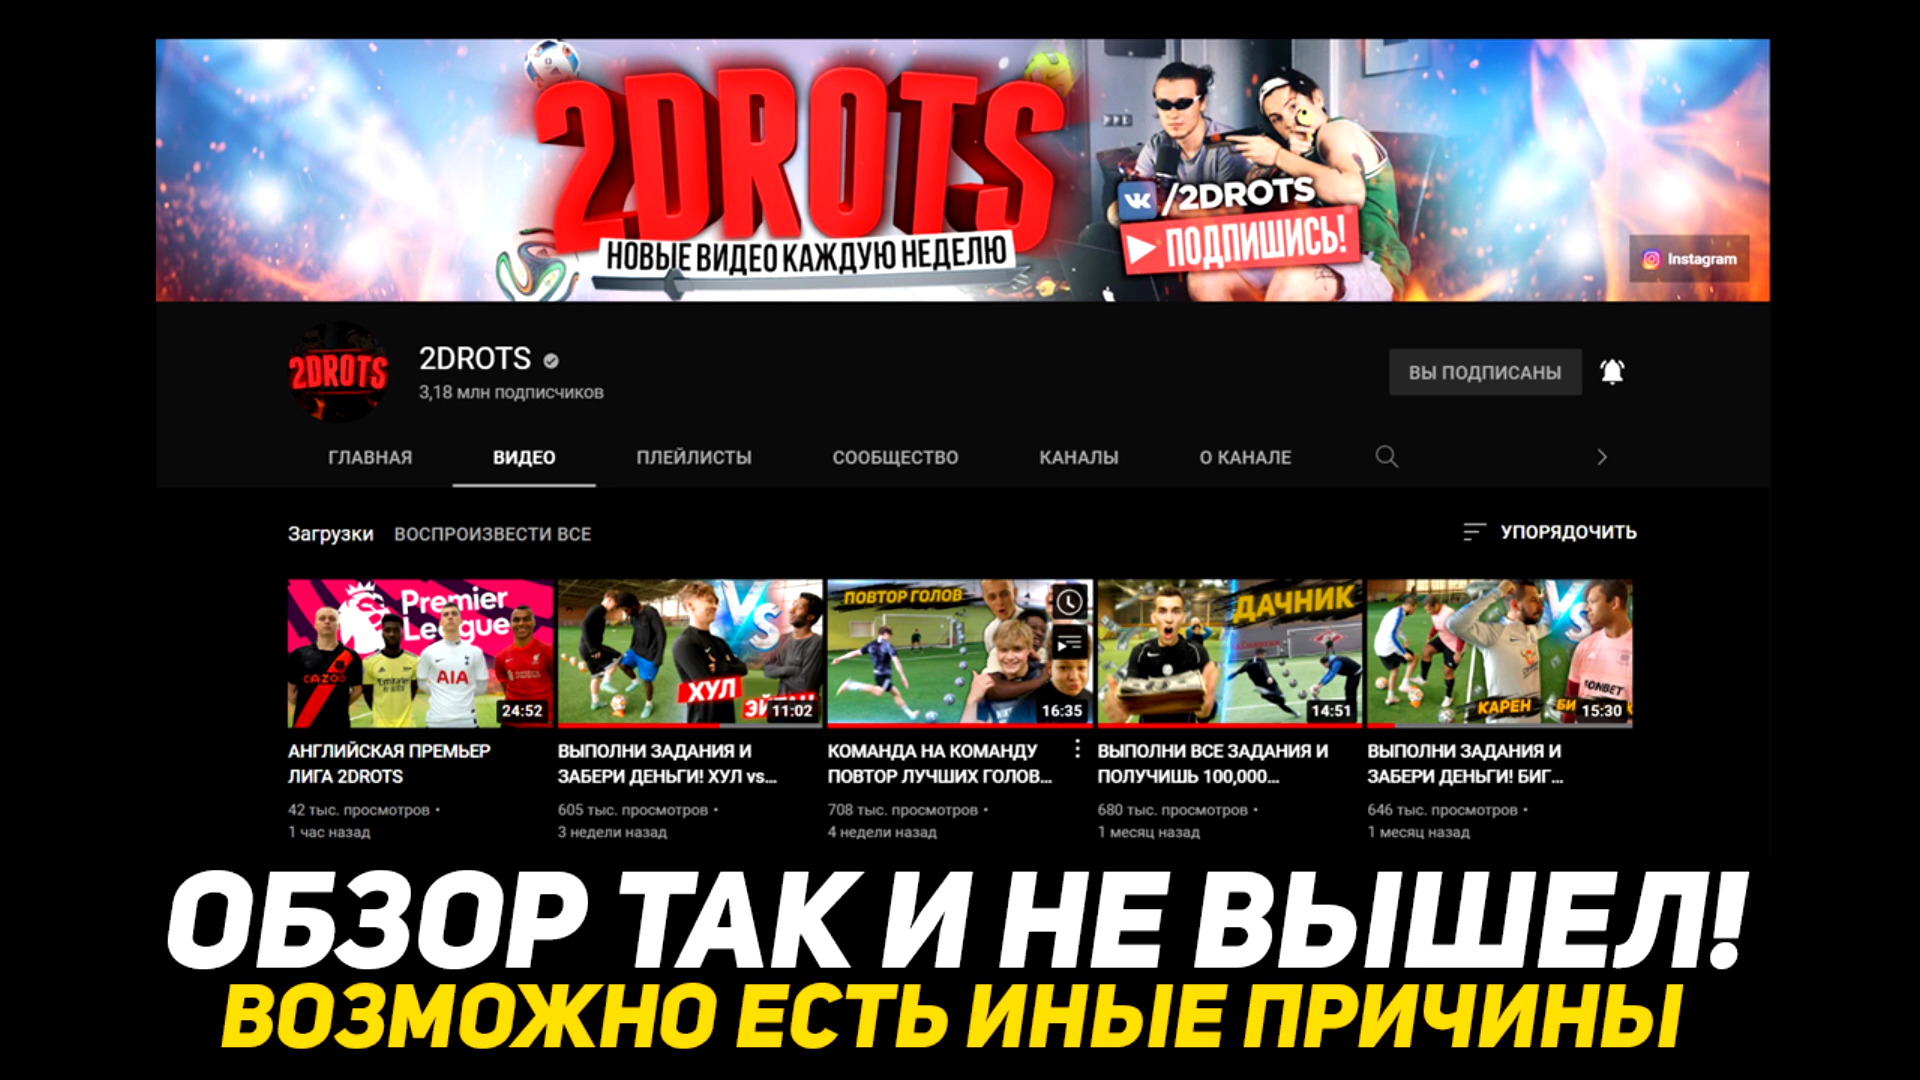 2DROTS
НОВЫЕ ВИДЕО КАЖДУЮ НЕДЕЛЮ
VK /2DROTS
ПОДПИШИСЬ!
Instagram
2DROTS
2DROTS
3,18 млн подписчиков
ВЫ ПОДПИСАНЫ
ГЛАВНАЯ ВИДЕО ПЛЕЙЛИСТЫ СООБЩЕСТВО КАНАЛЫ О КАНАЛЕ
Загрузки ВОСПРОИЗВЕСТИ ВСЕ
УПОРЯДОЧИТЬ
Premier
League
CAZOO
AIA
24:52
АНГЛИЙСКАЯ ПРЕМЬЕР
ЛИГА 2DROTS
42 тыс. просмотров •
1 час назад
VS
ХУЛ
11:02
ВЫПОЛНИ ЗАДАНИЯ И
ЗАБЕРИ ДЕНЬГИ! ХУЛ vs...
605 тыс. просмотров •
3 недели назад
ПОВТОР ГОЛОВ
16:35
КОМАНДА НА КОМАНДУ
ПОВТОР ЛУЧШИХ ГОЛОВ...
708 тыс. просмотров •
4 недели назад
ДАЧНИК
14:51
ВЫПОЛНИ ВСЕ ЗАДАНИЯ И
ПОЛУЧИШЬ 100,000...
680 тыс. просмотров •
1 месяц назад
VS
КАРЕН
15:30
ВЫПОЛНИ ЗАДАНИЯ И
ЗАБЕРИ ДЕНЬГИ! БИГ...
646 тыс. просмотров •
1 месяц назад
ОБЗОР ТАК И НЕ ВЫШЕЛ!
ВОЗМОЖНО ЕСТЬ ИНЫЕ ПРИЧИНЫ